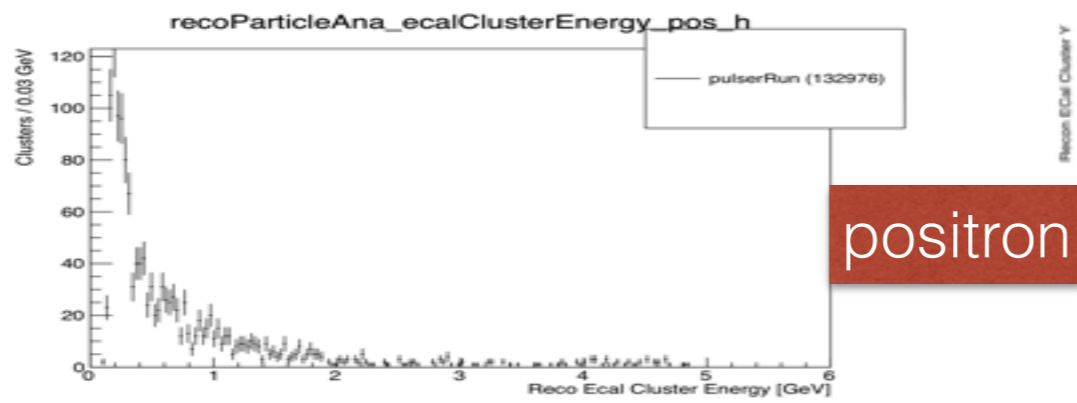 recoParticleAna_ecalClusterEnergy_pos_h
pulserRun (132976)
Clusters / 0.03 GeV
120
100
80
60
40
20
0
0 1 2 3 4 5 6
Reco Ecal Cluster Energy [GeV]
Recon ECal Cluster Y
positron